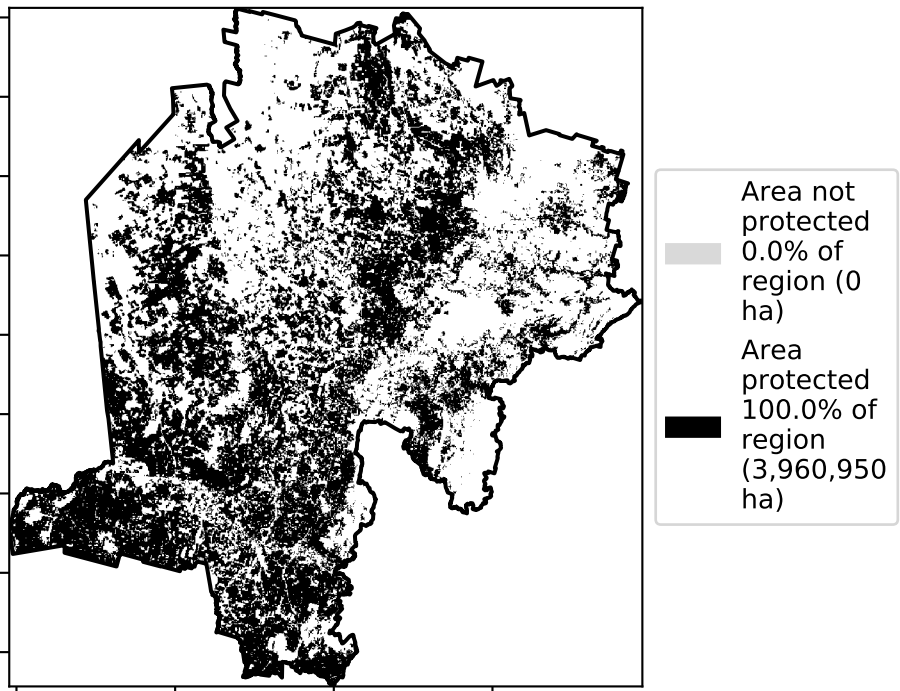 Area not
protected
0.0% of
region (0
ha)
Area
protected
100.0% of
region
(3,960,950
ha)